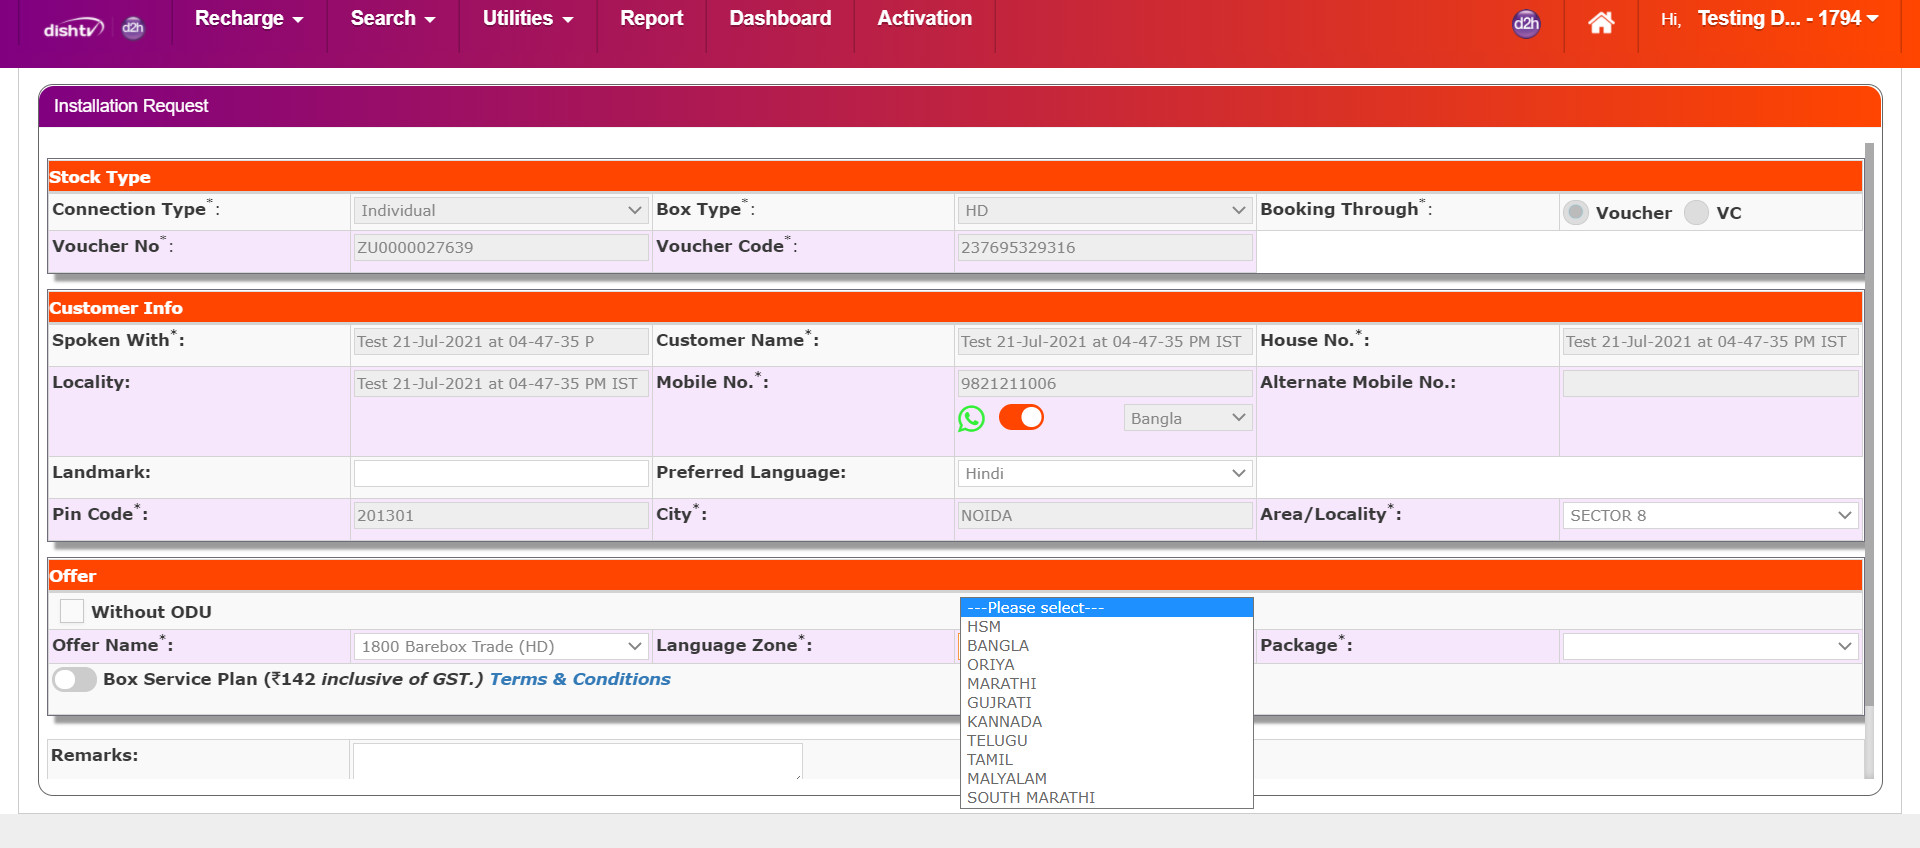 dishtv d2h Recharge Search Utilities Report Dashboard Activation d2h Hi, Testing D... - 1794
Installation Request
Stock Type
Connection Type*: Individual Box Type*: HD Booking Through*: Voucher VC
Voucher No*: ZU0000027639 Voucher Code*: 237695329316
Customer Info
Spoken With*: Test 21-Jul-2021 at 04-47-35 P Customer Name*: Test 21-Jul-2021 at 04-47-35 PM IST House No.*: Test 21-Jul-2021 at 04-47-35 PM IST
Locality: Test 21-Jul-2021 at 04-47-35 PM IST Mobile No.*: 9821211006 Alternate Mobile No.:
Bangla
Landmark: Preferred Language: Hindi
Pin Code*: 201301 City*: NOIDA Area/Locality*: SECTOR 8
Offer
Without ODU
Offer Name*: 1800 Barebox Trade (HD) Language Zone*: Package*:
---Please select---
HSM
BANGLA
ORIYA
MARATHI
GUJRATI
KANNADA
TELUGU
TAMIL
MALYALAM
SOUTH MARATHI
Box Service Plan (₹142 inclusive of GST.) Terms & Conditions
Remarks: